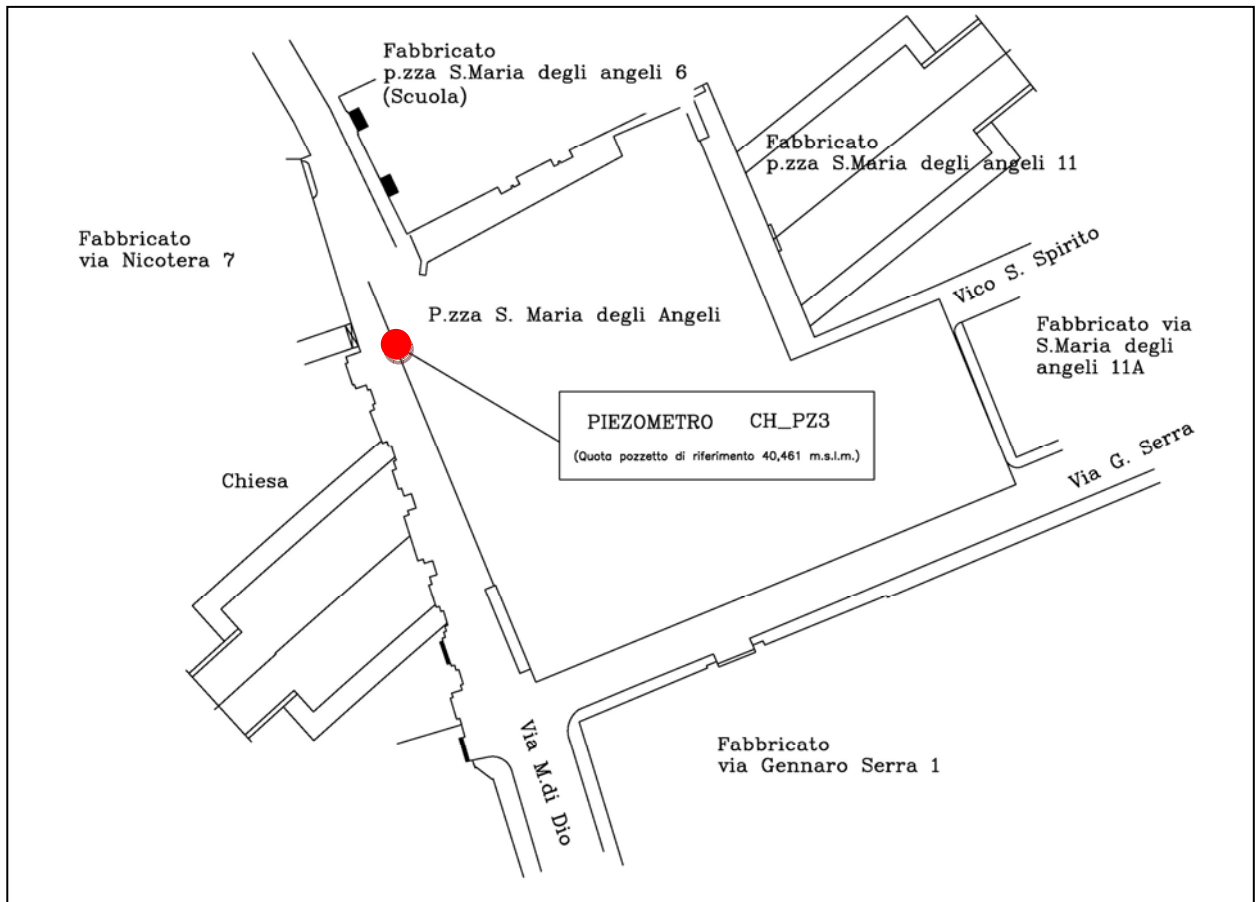 Fabbricato
p.zza S.Maria degli angeli 6
(Scuola)
Fabbricato
p.zza S.Maria degli angeli 11
Fabbricato
via Nicotera 7
Vico S. Spirito
P.zza S. Maria degli Angeli
Fabbricato via
S.Maria degli
angeli 11A
PIEZOMETRO CH_PZ3
(Quota pozzetto di riferimento 40,461 m.s.l.m.)
Via G. Serra
Chiesa
Via M.di Dio
Fabbricato
via Gennaro Serra 1